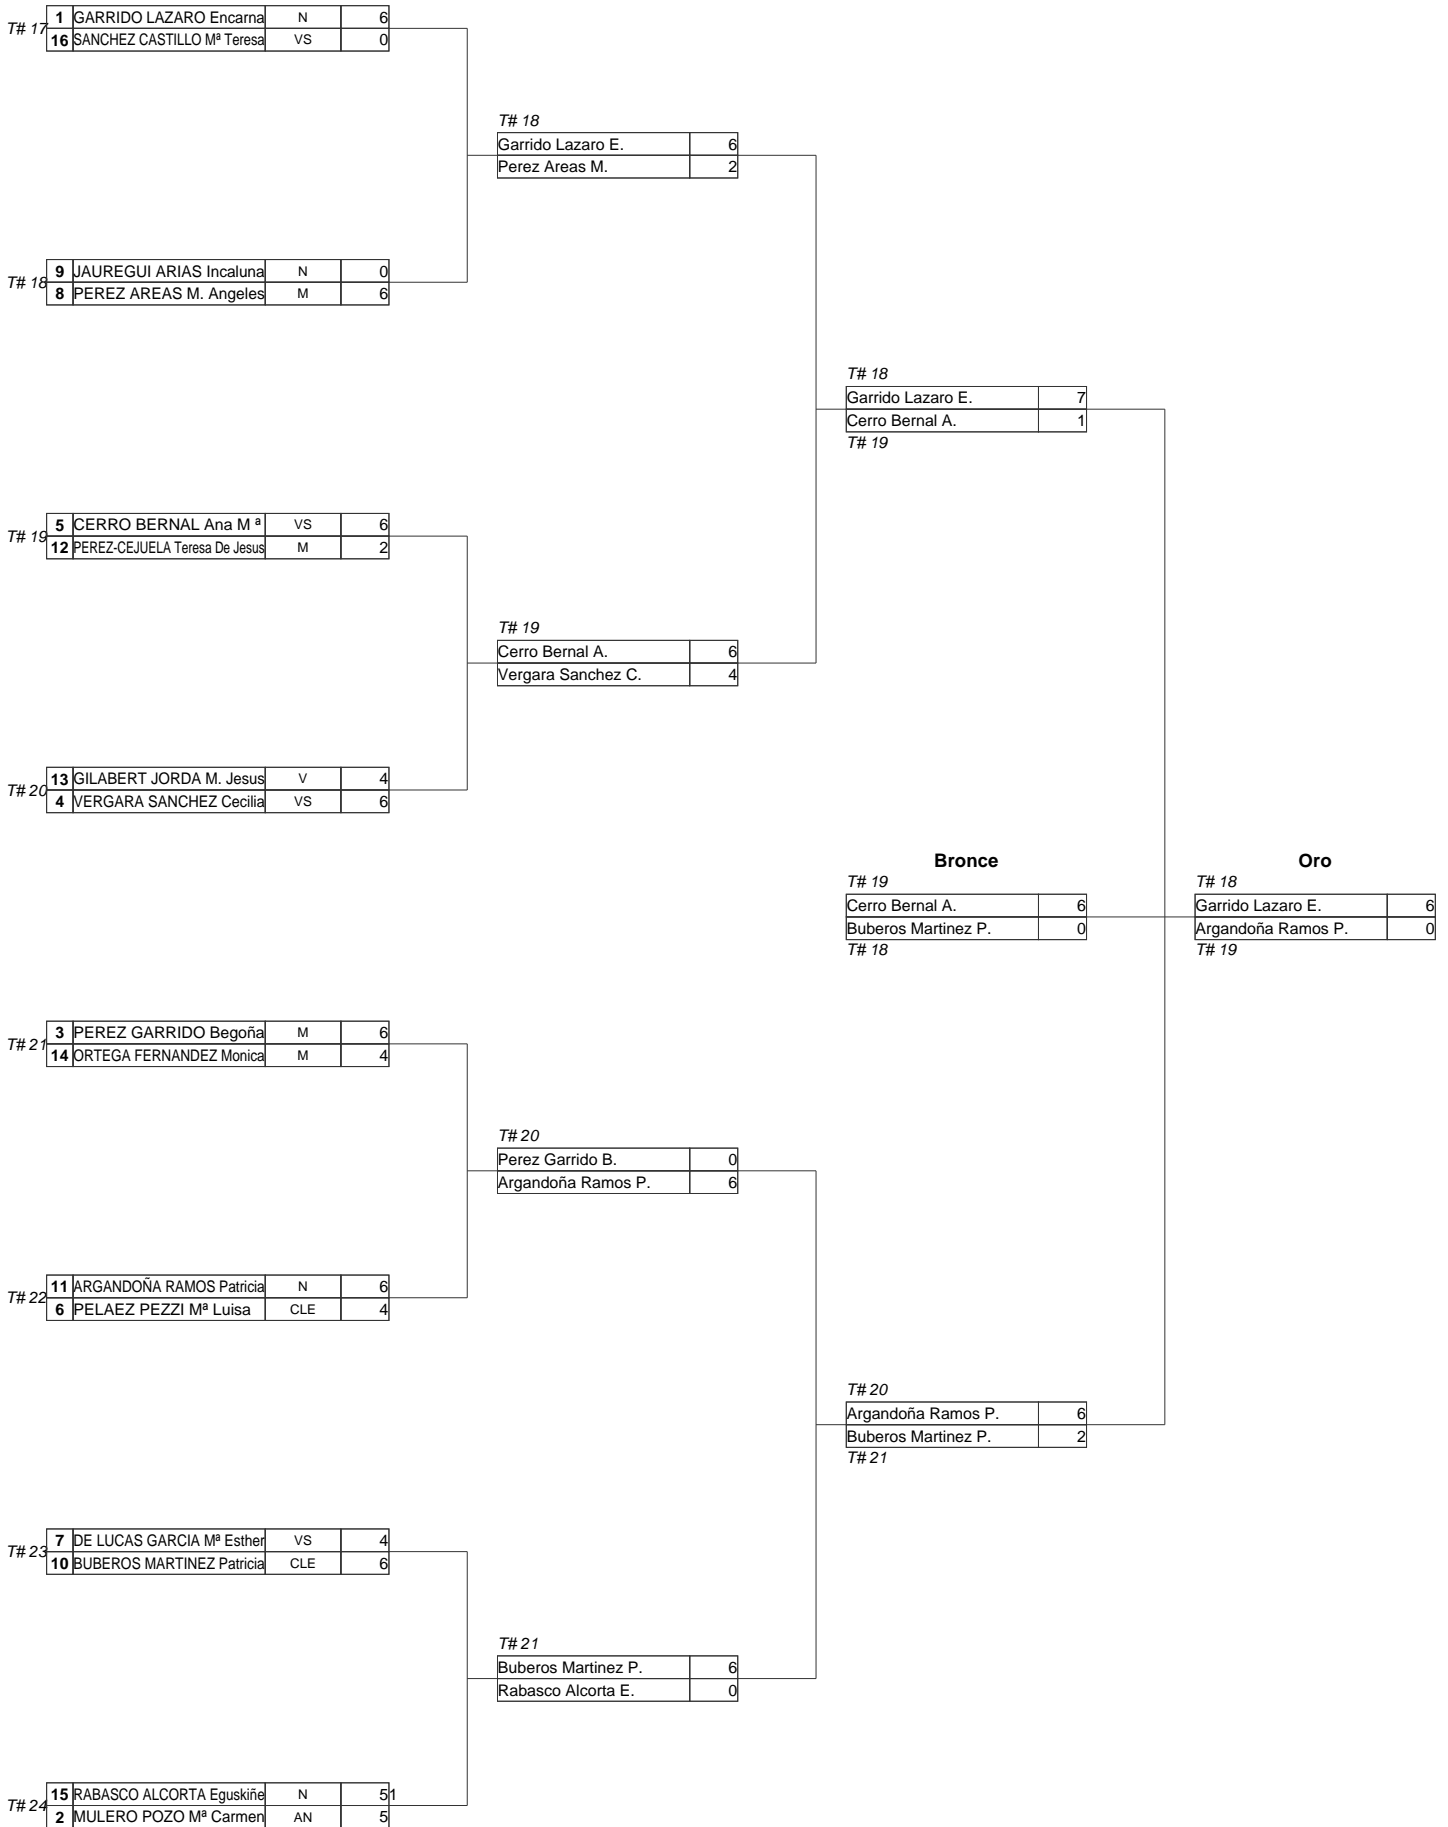 T# 17
1 GARRIDO LAZARO Encarna N 6
16 SANCHEZ CASTILLO Mª Teresa VS 0
T# 18
Garrido Lazaro E. 6
Perez Areas M. 2
T# 18
9 JAUREGUI ARIAS Incaluna N 0
8 PEREZ AREAS M. Angeles M 6
T# 18
Garrido Lazaro E. 7
Cerro Bernal A. 1
T# 19
T# 19
5 CERRO BERNAL Ana M ª VS 6
12 PEREZ-CEJUELA Teresa De Jesus M 2
T# 19
Cerro Bernal A. 6
Vergara Sanchez C. 4
T# 20
13 GILABERT JORDA M. Jesus V 4
4 VERGARA SANCHEZ Cecilia VS 6
Bronce
T# 19
Cerro Bernal A. 6
Buberos Martinez P. 0
T# 18
Oro
T# 18
Garrido Lazaro E. 6
Argandoña Ramos P. 0
T# 19
T# 21
3 PEREZ GARRIDO Begoña M 6
14 ORTEGA FERNANDEZ Monica M 4
T# 20
Perez Garrido B. 0
Argandoña Ramos P. 6
T# 22
11 ARGANDOÑA RAMOS Patricia N 6
6 PELAEZ PEZZI Mª Luisa CLE 4
T# 20
Argandoña Ramos P. 6
Buberos Martinez P. 2
T# 21
T# 23
7 DE LUCAS GARCIA Mª Esther VS 4
10 BUBEROS MARTINEZ Patricia CLE 6
T# 21
Buberos Martinez P. 6
Rabasco Alcorta E. 0
T# 24
15 RABASCO ALCORTA Eguskiñe N 51
2 MULERO POZO Mª Carmen AN 5